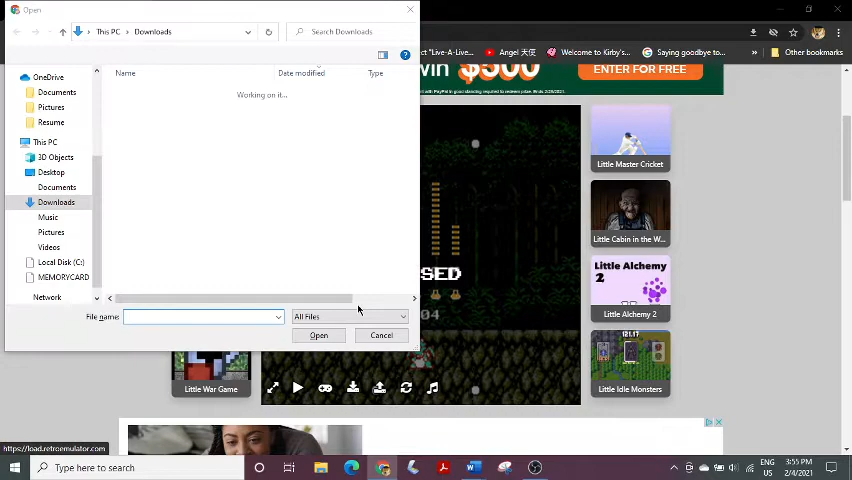 Open
This PC
Downloads
Search Downloads
ct "Live-A-Live...
Angel 天使
Welcome to Kirby's...
Saying goodbye to...
Other bookmarks
Name
Date modified
Type
Working on it...
OneDrive
Documents
Pictures
Resume
This PC
3D Objects
Desktop
Documents
Downloads
Music
Pictures
Videos
Local Disk (C:)
MEMORYCARD
Network
File name:
All Files
Open
Cancel
$500
ENTER FOR FREE
Little Master Cricket
Little Cabin in the W...
Little Alchemy
2
Little Alchemy 2
121.17
Little Idle Monsters
SED
04
Little War Game
https://load.retroemulator.com
Type here to search
ENG
US
3:55 PM
2/4/2021